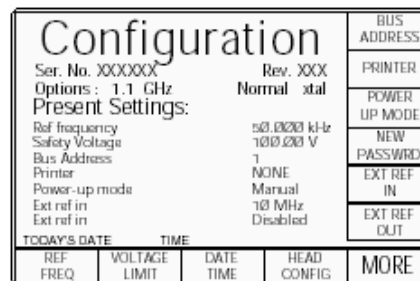 Configuration
Ser. No. XXXXXX Rev. XXX
Options : 1.1 GHz Normal xtal
Present Settings:
Ref frequency 50.000 kHz
Safety Voltage 100.00 V
Bus Address 1
Printer NONE
Power-up mode Manual
Ext ref in 10 MHz
Ext ref in Disabled
TODAY'S DATE TIME
BUS
ADDRESS
PRINTER
POWER
UP MODE
NEW
PASSWRD
EXT REF
IN
EXT REF
OUT
REF
FREQ
VOLTAGE
LIMIT
DATE
TIME
HEAD
CONFIG
MORE